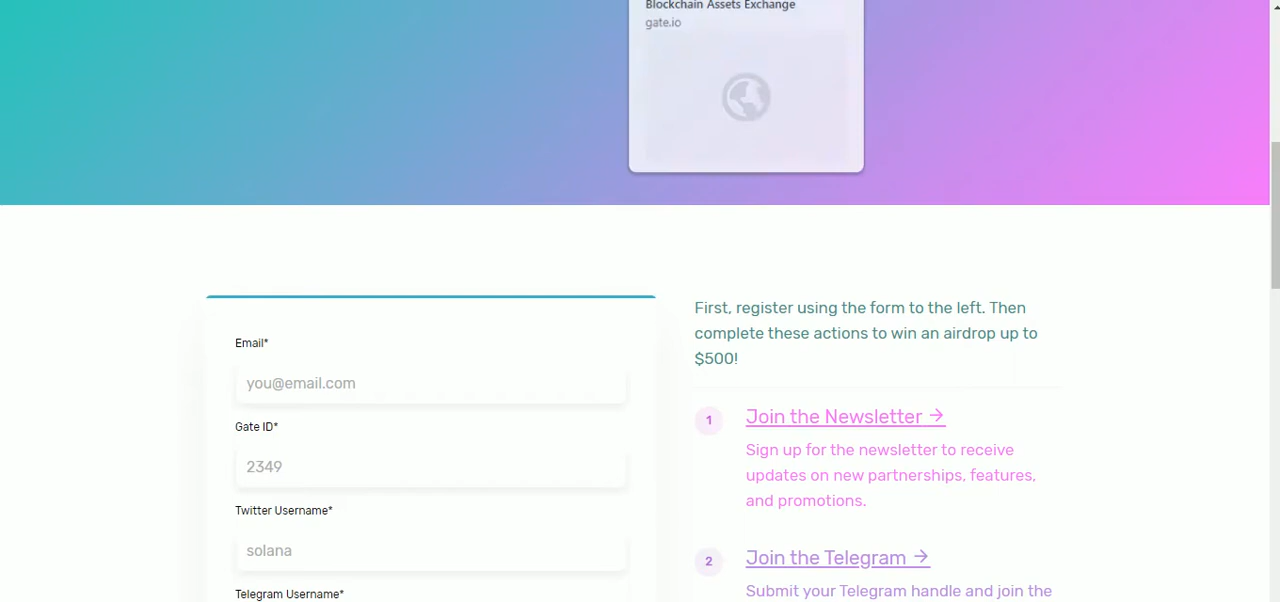 Blockchain Assets Exchange
gate.io
First, register using the form to the left. Then
complete these actions to win an airdrop up to
$500!
Email*
you@email.com
Gate ID*
2349
Twitter Username*
solana
Telegram Username*
1
Join the Newsletter →
Sign up for the newsletter to receive
updates on new partnerships, features,
and promotions.
2
Join the Telegram →
Submit your Telegram handle and join the